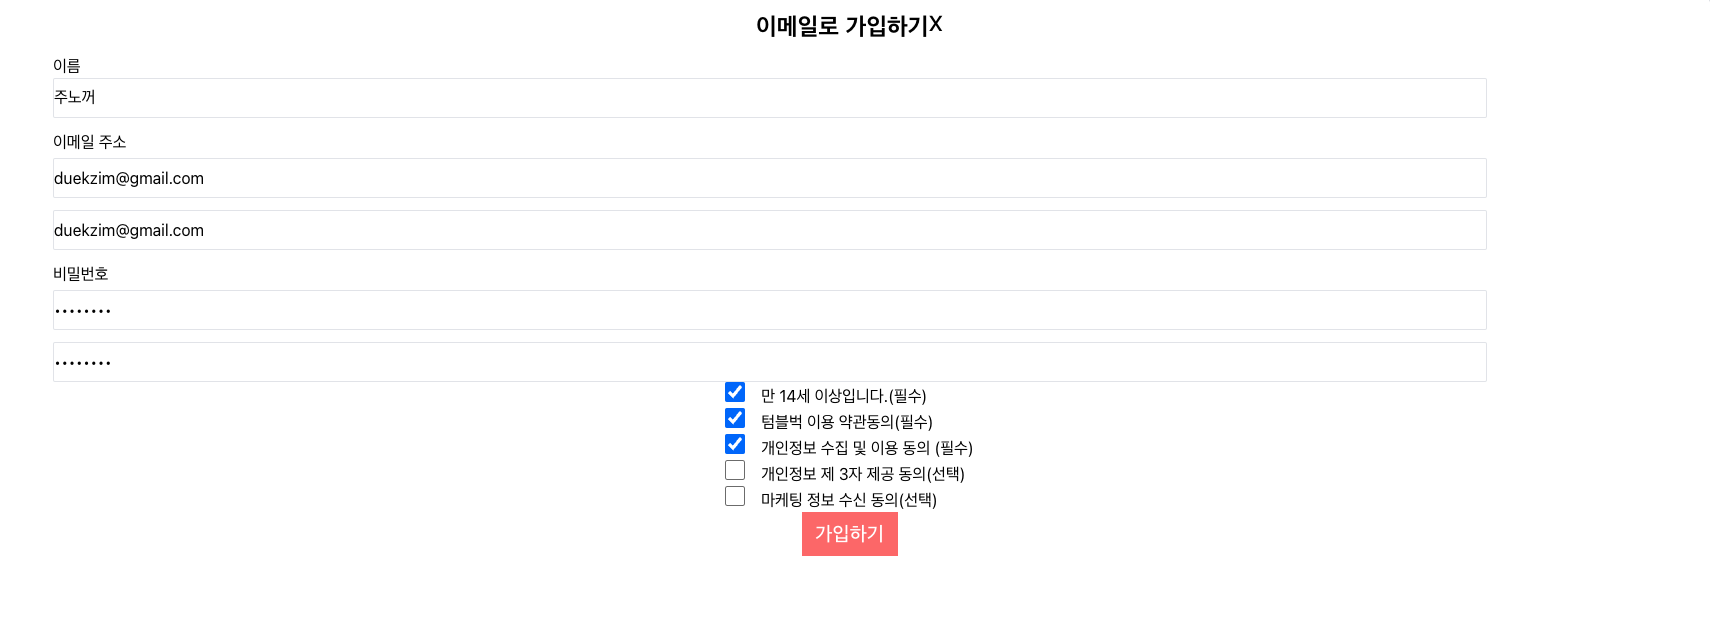 이메일로 가입하기X
이름
주노꺼
이메일 주소
duekzim@gmail.com
duekzim@gmail.com
비밀번호
••••••••
••••••••
만 14세 이상입니다.(필수)
텀블벅 이용 약관동의(필수)
개인정보 수집 및 이용 동의 (필수)
개인정보 제 3자 제공 동의(선택)
마케팅 정보 수신 동의(선택)
가입하기